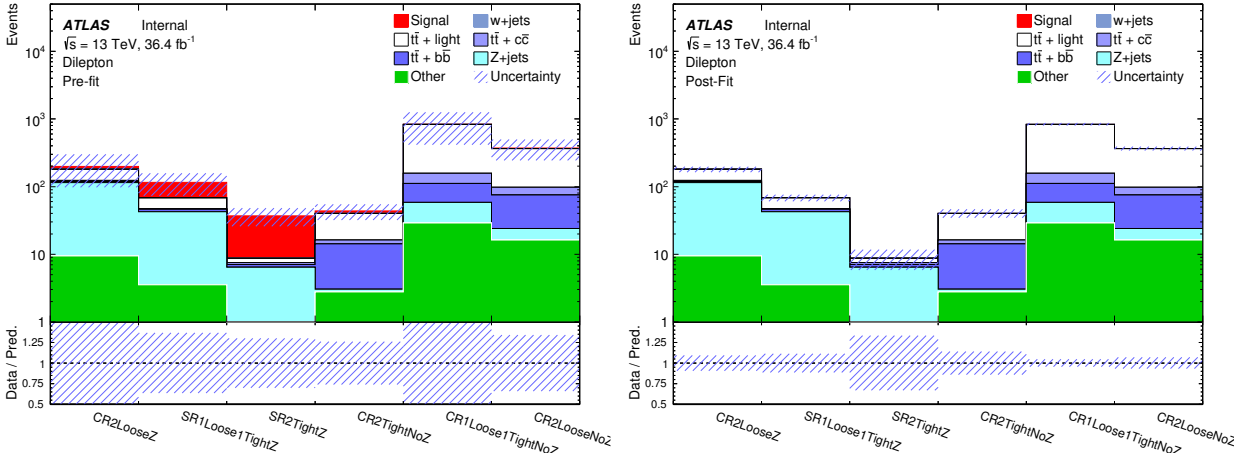 Events
ATLAS Internal
√s = 13 TeV, 36.4 fb⁻¹
Dilepton
Pre-fit
Signal w+jets
tt̄ + light tt̄ + cc̄
tt̄ + bb̄ Z+jets
Other Uncertainty
10⁴
10³
10²
10
1
Data / Pred.
1.25
1
0.75
0.5
CR2LooseZ
SR1Loose1TightZ
SR2TightZ
CR2TightNoZ
CR1Loose1TightNoZ
CR2LooseNoZ
Events
ATLAS Internal
√s = 13 TeV, 36.4 fb⁻¹
Dilepton
Post-Fit
Signal w+jets
tt̄ + light tt̄ + cc̄
tt̄ + bb̄ Z+jets
Other Uncertainty
10⁴
10³
10²
10
1
Data / Pred.
1.25
1
0.75
0.5
CR2LooseZ
SR1Loose1TightZ
SR2TightZ
CR2TightNoZ
CR1Loose1TightNoZ
CR2LooseNoZ